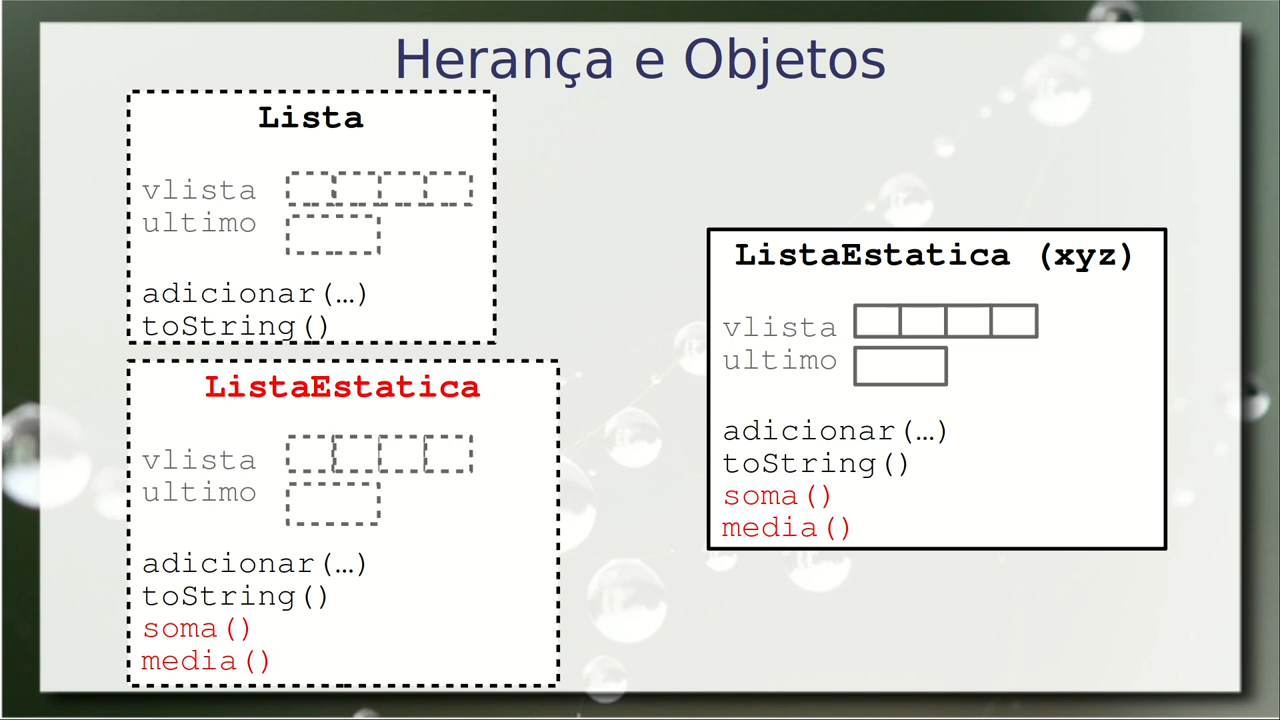 Herança e Objetos
Lista
vlista
ultimo
adicionar(…)
toString()
ListaEstatica
vlista
ultimo
adicionar(…)
toString()
soma()
media()
ListaEstatica (xyz)
vlista
ultimo
adicionar(…)
toString()
soma()
media()